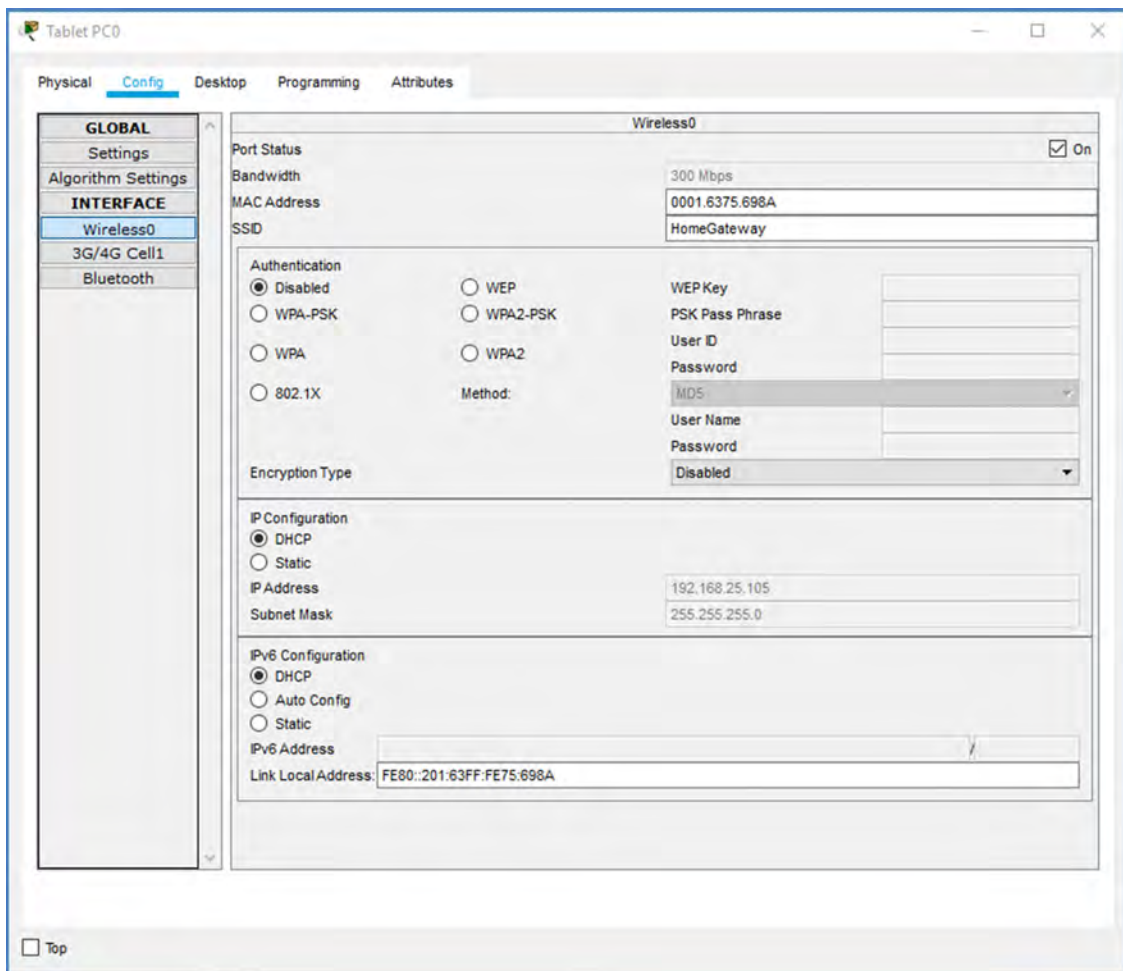 Tablet PC0
Physical Config Desktop Programming Attributes
GLOBAL
Settings
Algorithm Settings
INTERFACE
Wireless0
3G/4G Cell1
Bluetooth
Wireless0
Port Status On
Bandwidth 300 Mbps
MAC Address 0001.6375.698A
SSID HomeGateway
Authentication
Disabled WEP WEP Key
WPA-PSK WPA2-PSK PSK Pass Phrase
User ID
WPA WPA2
Password
802.1X Method: MD5
User Name
Password
Encryption Type Disabled
IP Configuration
DHCP
Static
IP Address 192.168.25.105
Subnet Mask 255.255.255.0
IPv6 Configuration
DHCP
Auto Config
Static
IPv6 Address /
Link Local Address: FE80::201:63FF:FE75:698A
Top